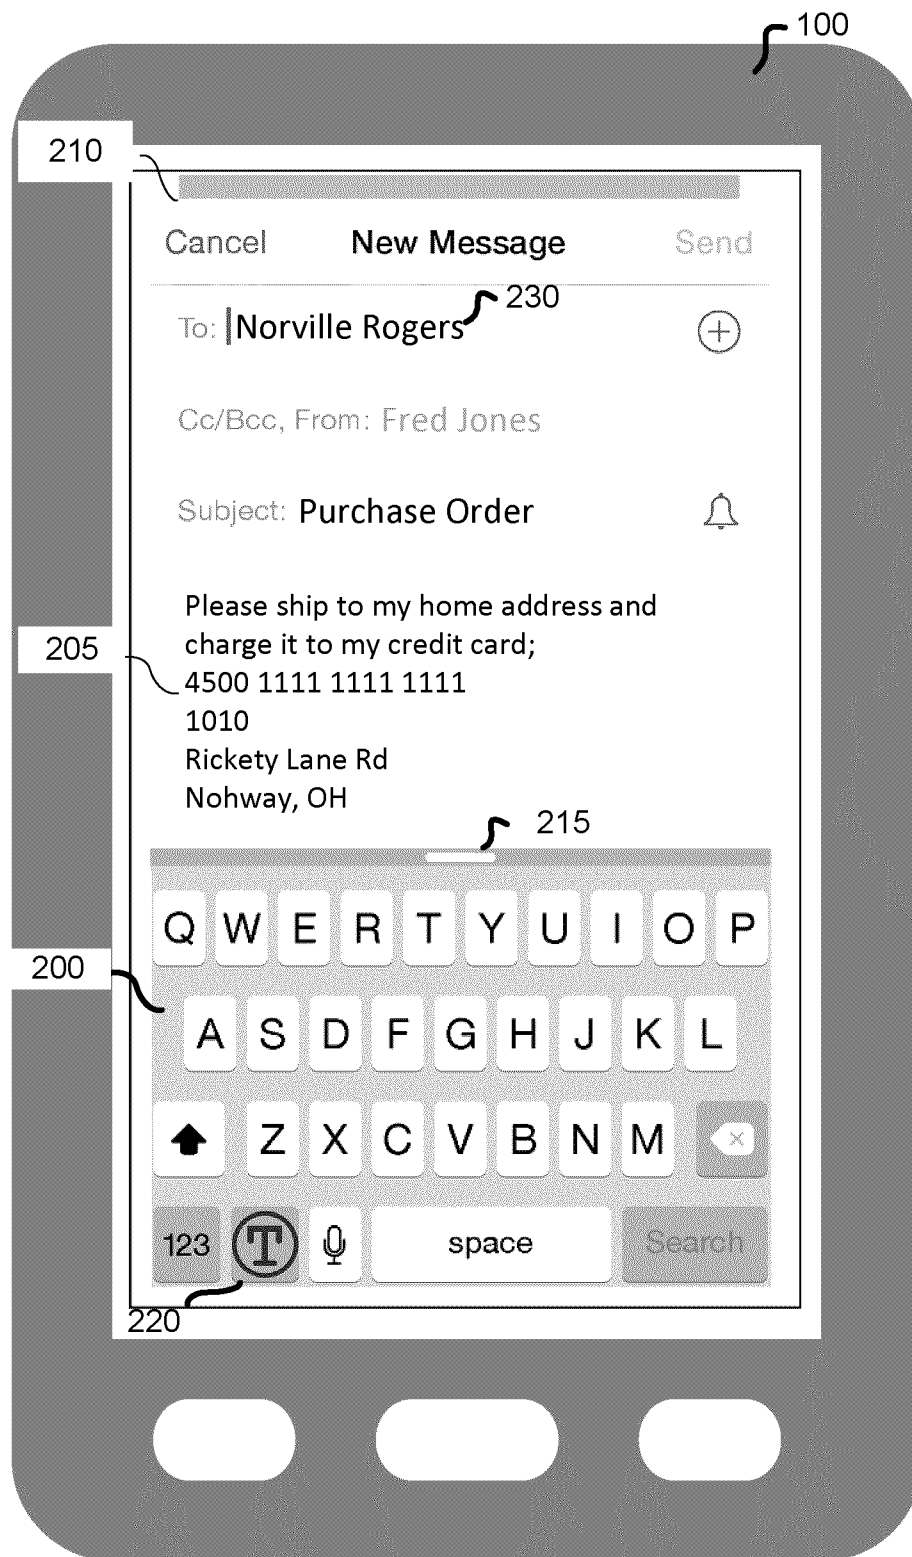 100
210
Cancel New Message Send
230
To: Norville Rogers
Cc/Bcc, From: Fred Jones
Subject: Purchase Order
Please ship to my home address and
charge it to my credit card;
205
4500 1111 1111 1111
1010
Rickety Lane Rd
Nohway, OH
215
Q W E R T Y U I O P
200
A S D F G H J K L
Z X C V B N M
123 T space Search
220